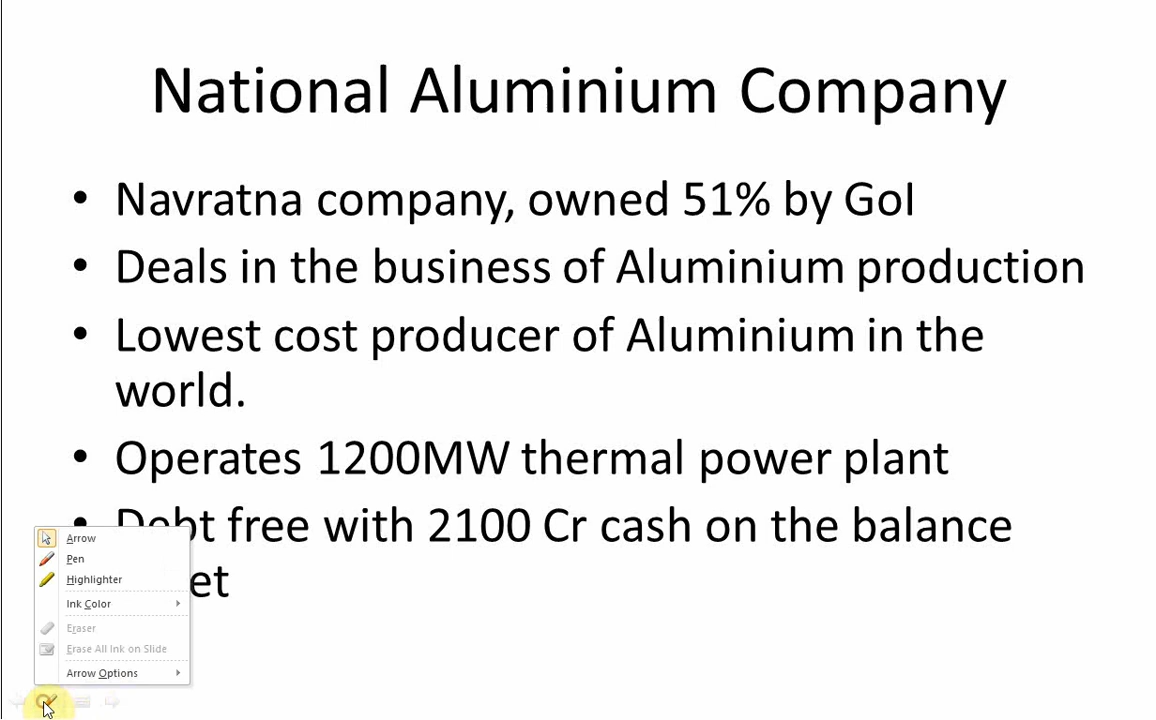 National Aluminium Company
• Navratna company, owned 51% by GoI
• Deals in the business of Aluminium production
• Lowest cost producer of Aluminium in the
world.
• Operates 1200MW thermal power plant
• Debt free with 2100 Cr cash on the balance
et
Arrow
Pen
Highlighter
Ink Color
Eraser
Erase All Ink on Slide
Arrow Options